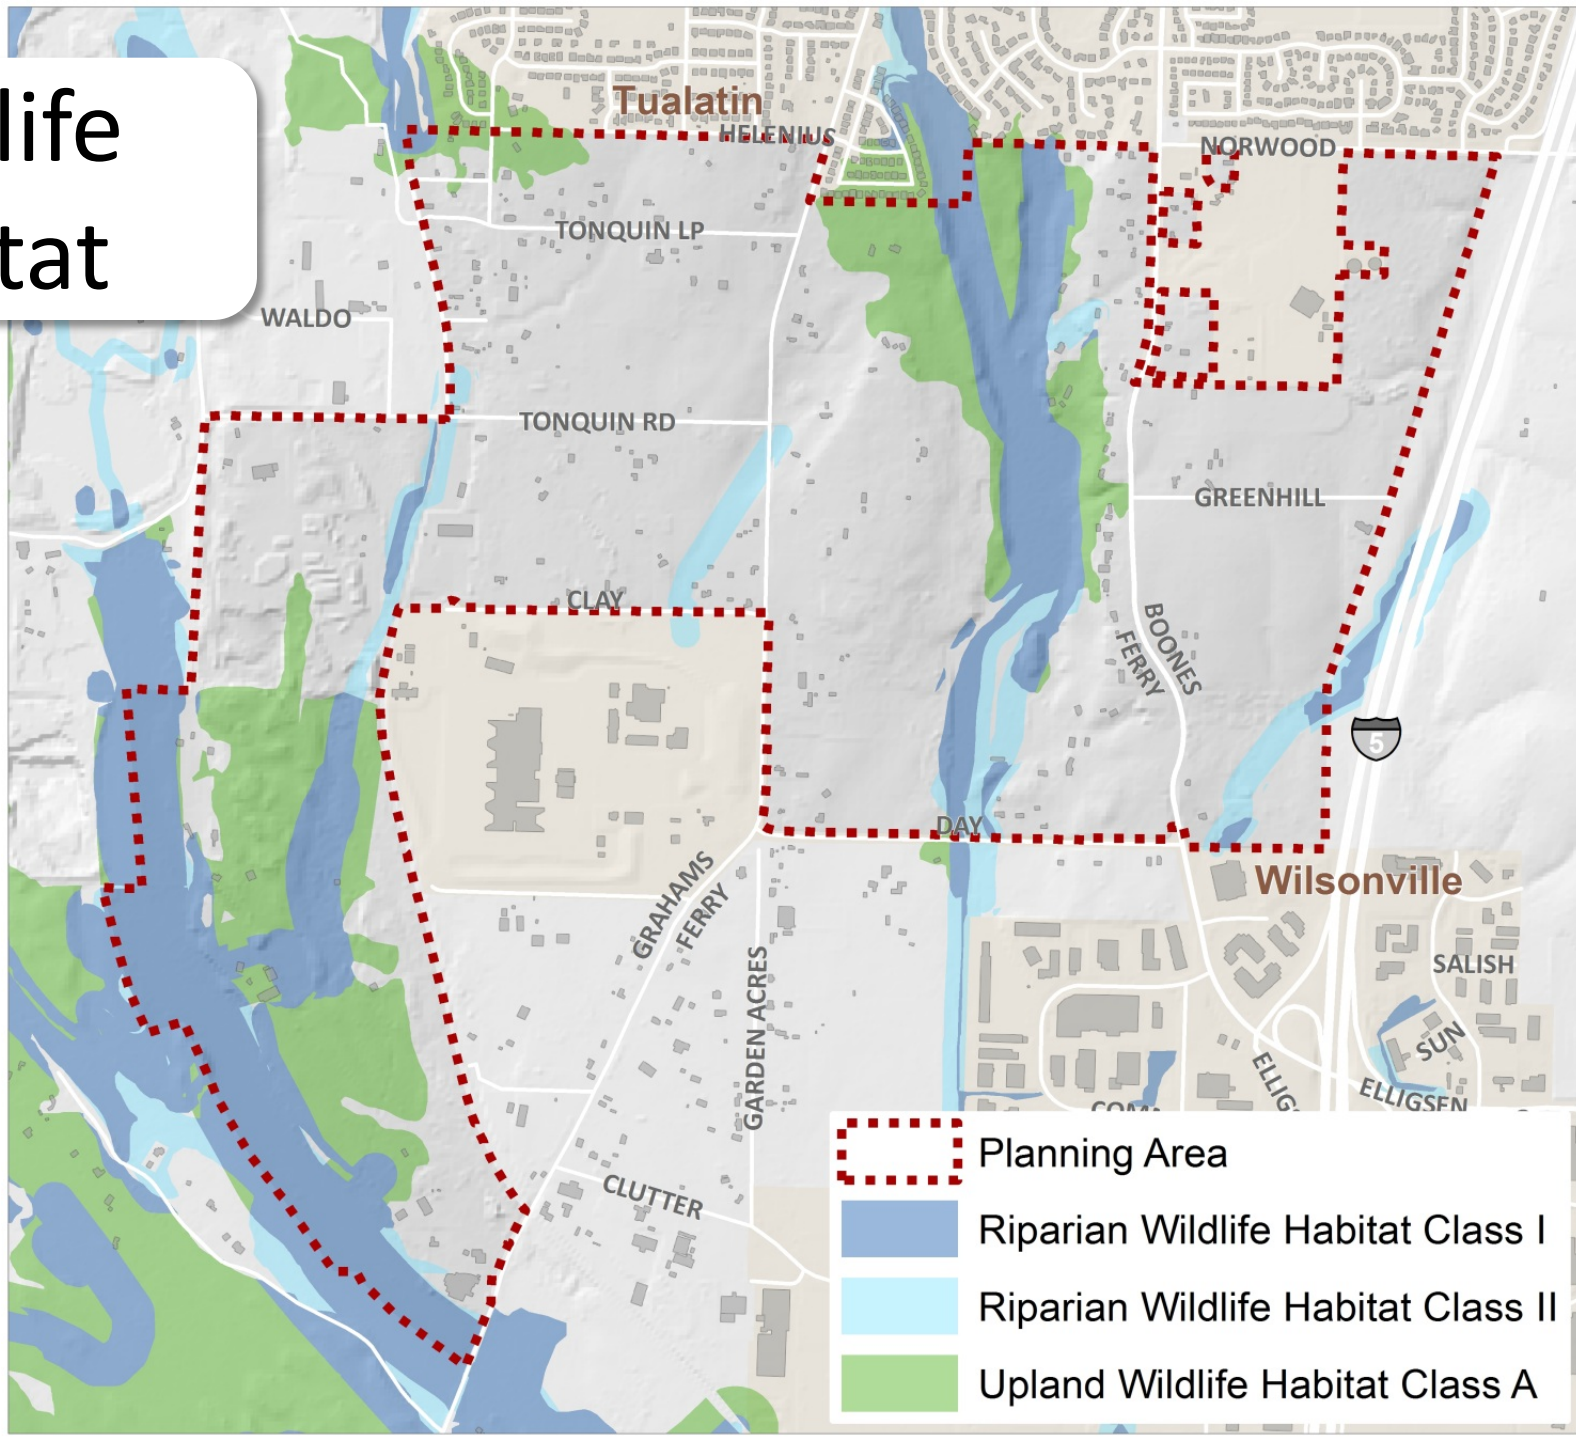 life
tat
Tualatin
HELENIUS
NORWOOD
TONQUIN LP
WALDO
TONQUIN RD
GREENHILL
CLAY
BOONES
FERRY
5
DAY
Wilsonville
GRAHAMS
FERRY
GARDEN ACRES
SALISH
SUN
ELLIGSEN
CLUTTER
Planning Area
Riparian Wildlife Habitat Class I
Riparian Wildlife Habitat Class II
Upland Wildlife Habitat Class A